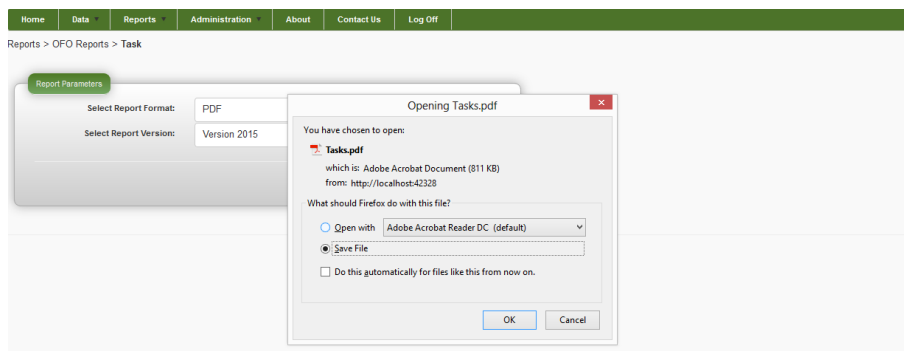 Home Data Reports Administration About Contact Us Log Off
Reports > OFO Reports > Task
Report Parameters
Select Report Format: PDF
Select Report Version: Version 2015
Opening Tasks.pdf
You have chosen to open:
Tasks.pdf
which is: Adobe Acrobat Document (811 KB)
from: http://localhost:42328
What should Firefox do with this file?
Open with Adobe Acrobat Reader DC (default)
Save File
Do this automatically for files like this from now on.
OK Cancel